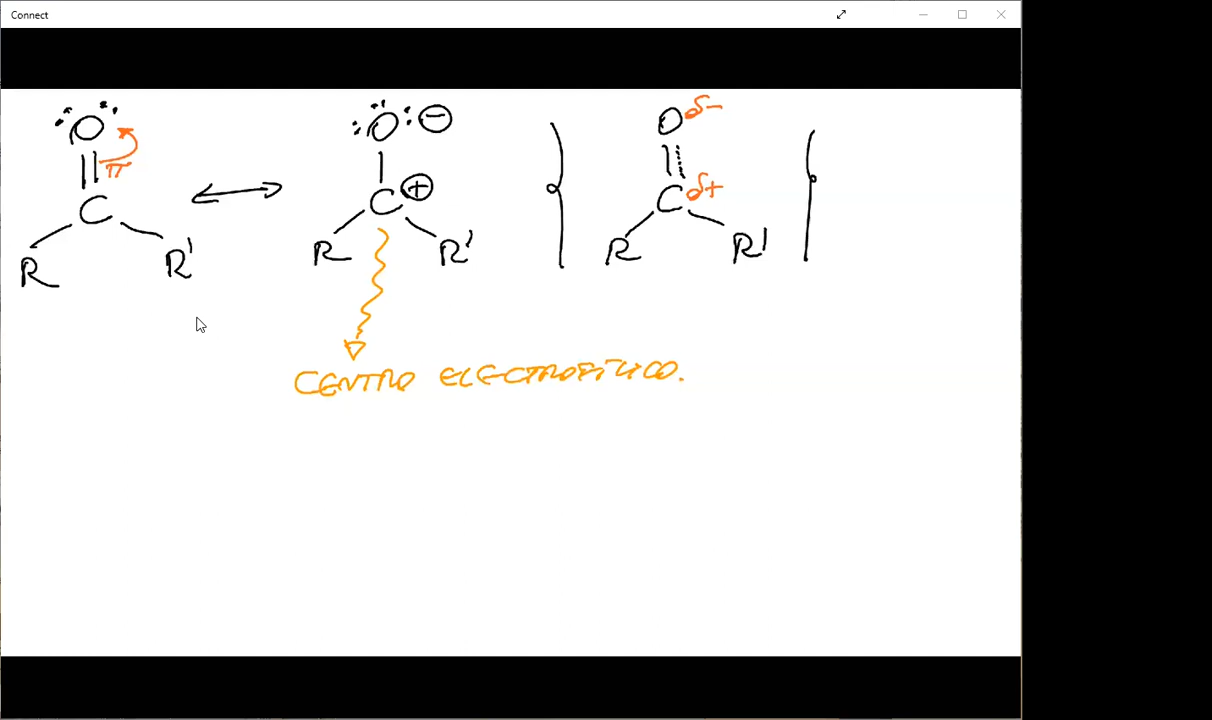 Connect
O O ⊖ O δ-
π
C C ⊕ C δ+
R R' R R' R R'
CENTRO ELECTROFÍLICO.